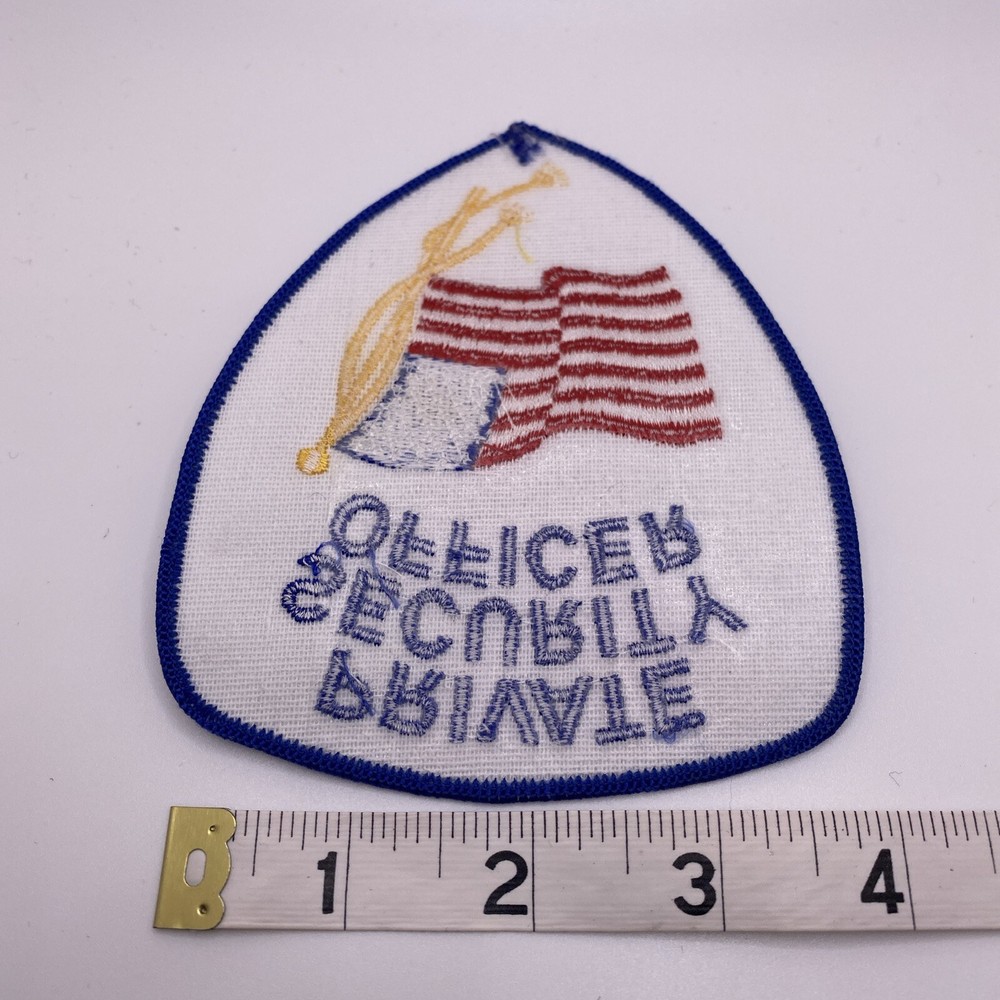 OFFICER
SECURITY
PRIVATE
1 2 3 4